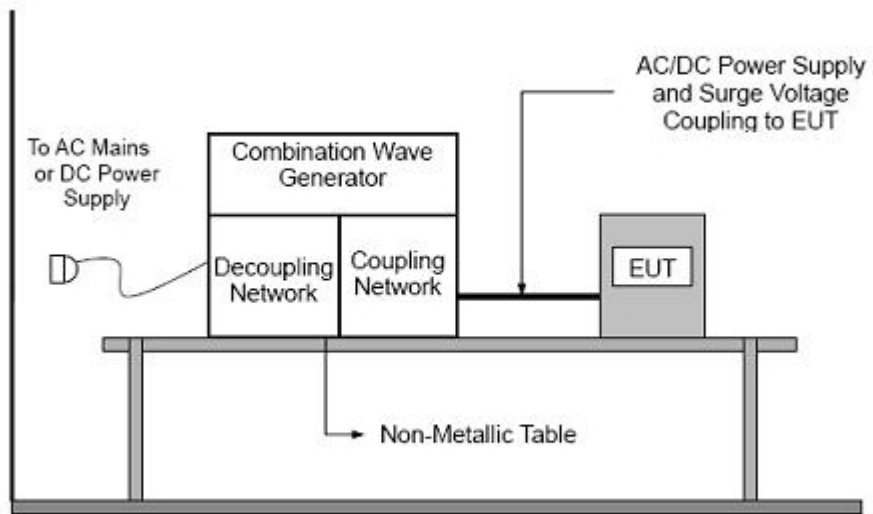 AC/DC Power Supply
and Surge Voltage
Coupling to EUT
To AC Mains
or DC Power
Supply
Combination Wave
Generator
Decoupling
Network
Coupling
Network
EUT
Non-Metallic Table